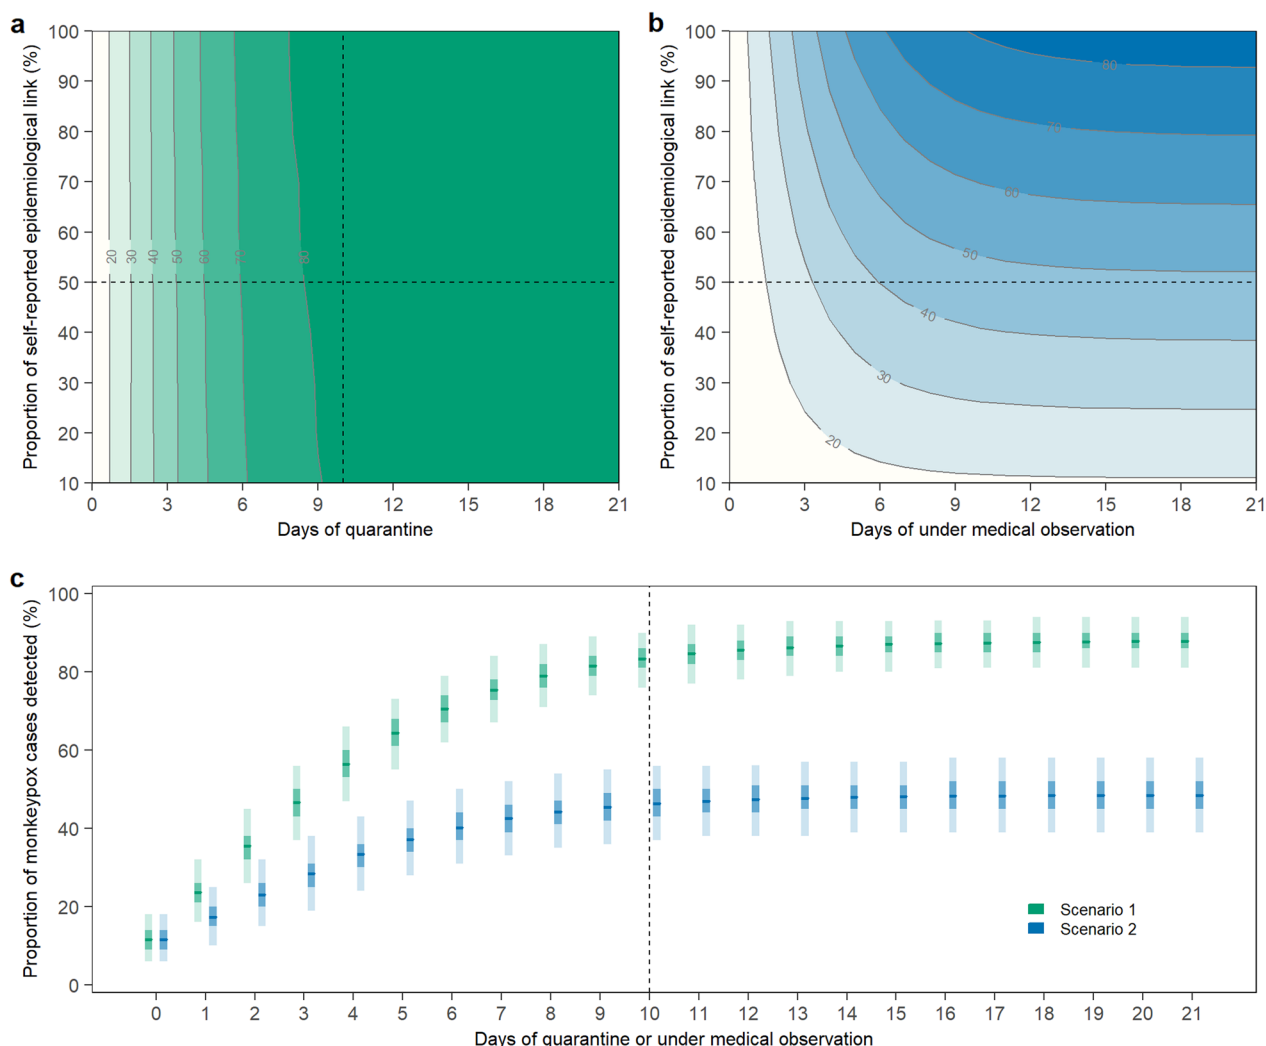 a
Proportion of self-reported epidemiological link (%)
100
90
80
70
60
50
40
30
20
10
20 30 40 50 60
0 3 6 9 12 15 18 21
Days of quarantine
b
Proportion of self-reported epidemiological link (%)
100
90
80
70
60
50
40
30
20
10
80
70
60
50
40
30
20
0 3 6 9 12 15 18 21
Days of under medical observation
c
Proportion of monkeypox cases detected (%)
100
80
60
40
20
0
Scenario 1
Scenario 2
0 1 2 3 4 5 6 7 8 9 10 11 12 13 14 15 16 17 18 19 20 21
Days of quarantine or under medical observation